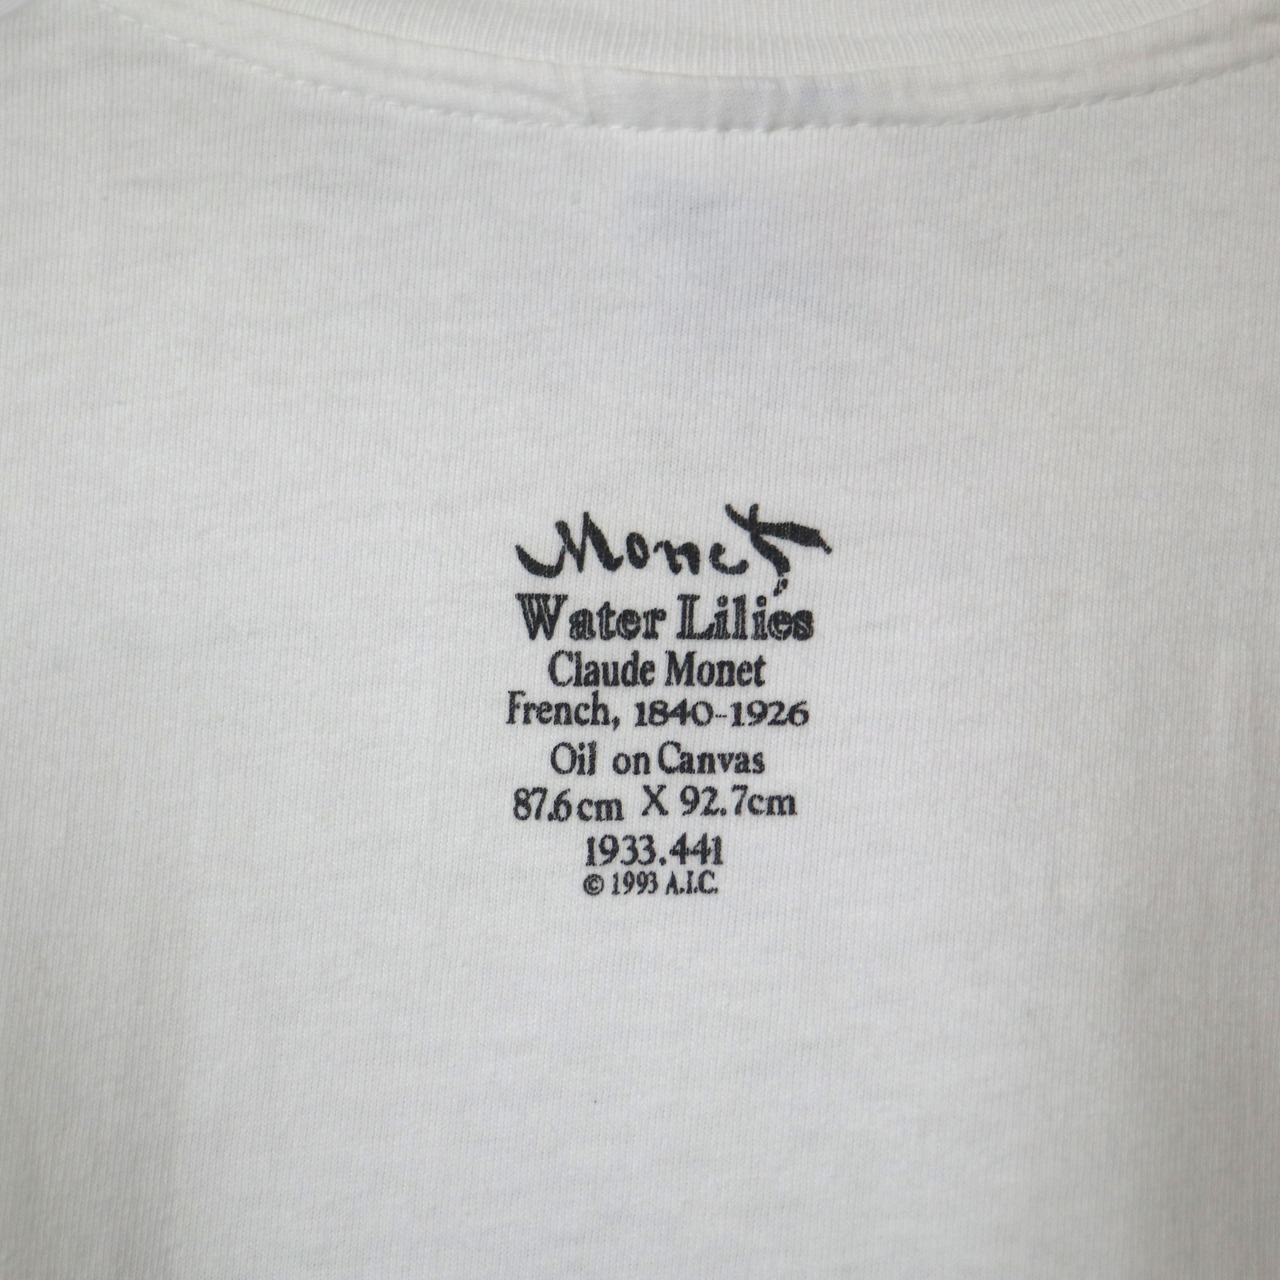 Monet
Water Lilies
Claude Monet
French, 1840-1926
Oil on Canvas
87.6cm X 92.7cm
1933.441
© 1993 A.I.C.